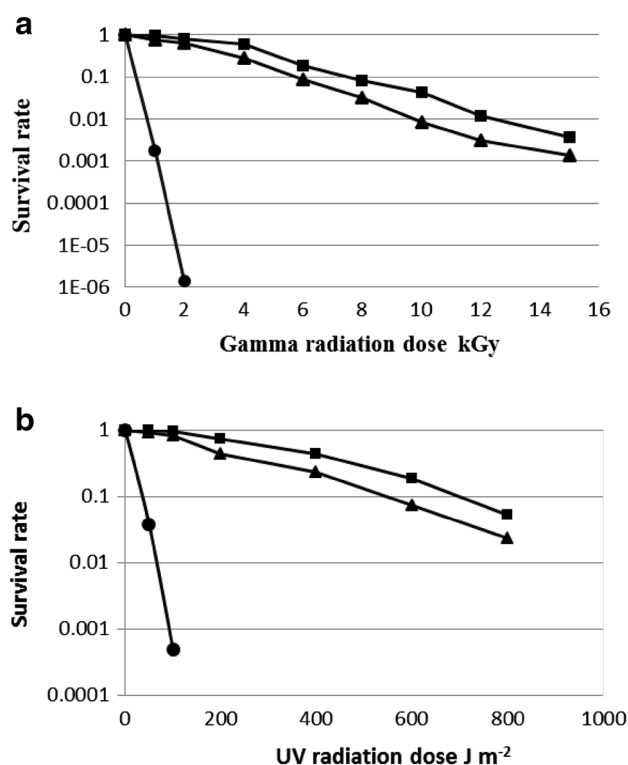 a
1
0.1
0.01
0.001
0.0001
1E-05
1E-06
Survival rate
0 2 4 6 8 10 12 14 16
Gamma radiation dose kGy
b
1
0.1
0.01
0.001
0.0001
Survival rate
0 200 400 600 800 1000
UV radiation dose J m-2